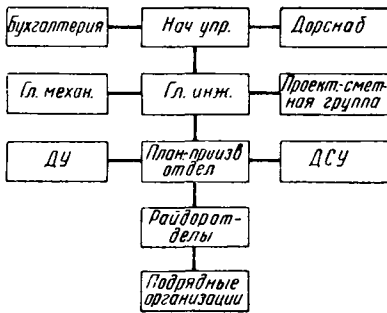 Бухгалтерия
Нач упр.
Дорснаб
Гл. механ.
Гл. инж.
Проект-смет-
ная группа
ДУ
План-произв
отдел
ДСУ
Райдорот-
делы
Подрядные
организации